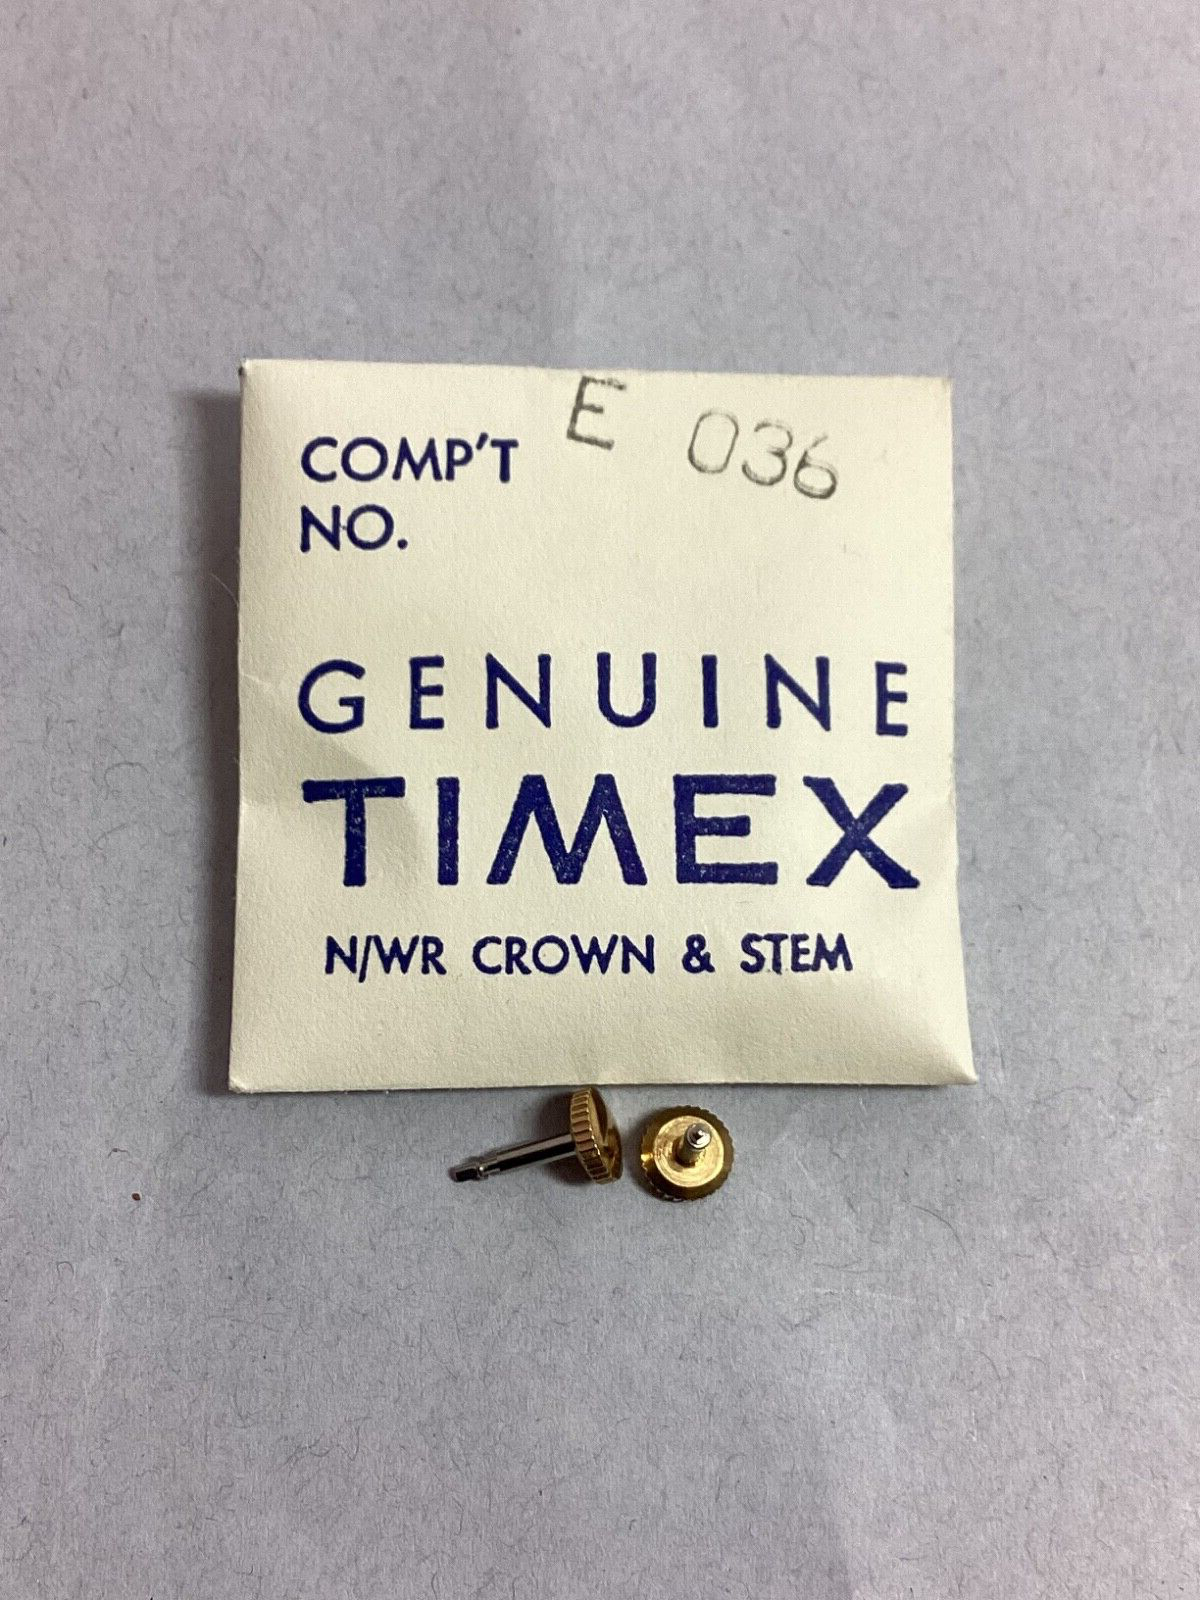 COMP'T E 036
NO.
GENUINE
TIMEX
N/WR CROWN & STEM